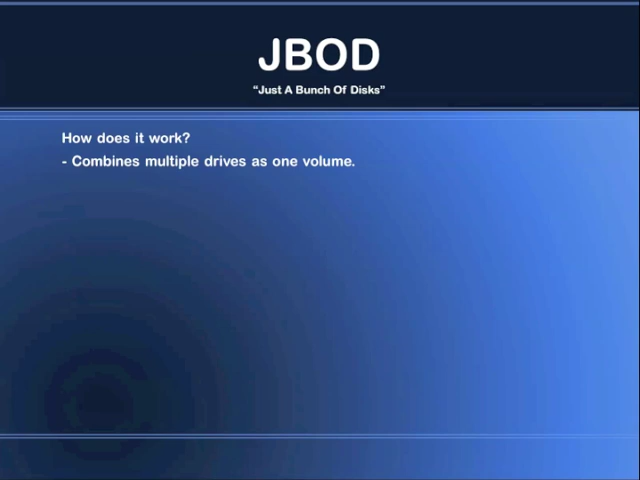 JBOD
“Just A Bunch Of Disks”
How does it work?
- Combines multiple drives as one volume.